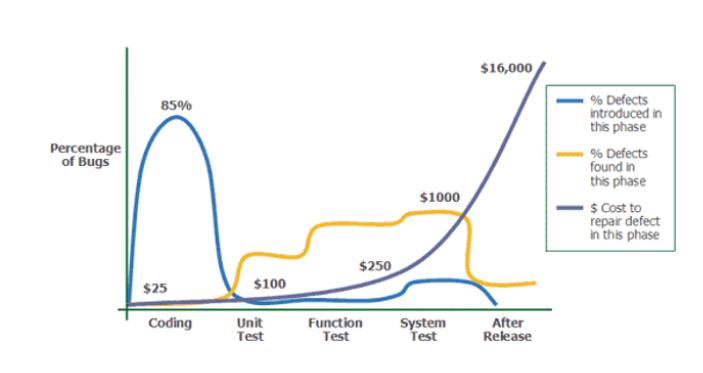 $16,000
85%
% Defects
introduced in
this phase
% Defects
found in
this phase
$ Cost to
repair defect
in this phase
Percentage
of Bugs
$1000
$250
$25
$100
Coding
Unit
Test
Function
Test
System
Test
After
Release